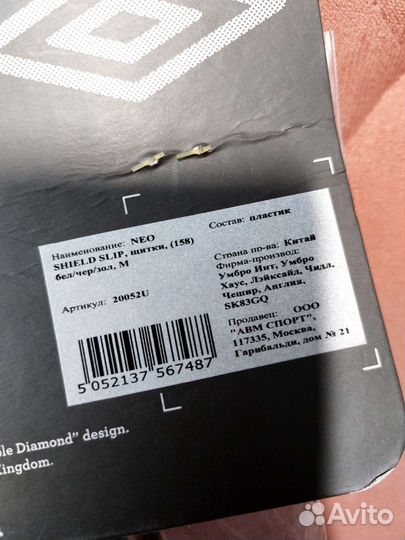 Наименование: NEO
SHIELD SLIP, щитки, (158)
бел/чер/зол, M
Артикул: 20052U
5 052137 567487
Состав: пластик
Страна пр-ва: Китай
Фирма-производ:
Умбро Инт, Умбро
Хаус, Лэйксайд, Чидл,
Чешир, Англия,
SK83GQ
Продавец: ООО
"АВМ СПОРТ",
117335, Москва,
Гарибальди, дом № 21
ble Diamond” design.
Kingdom.
Avito